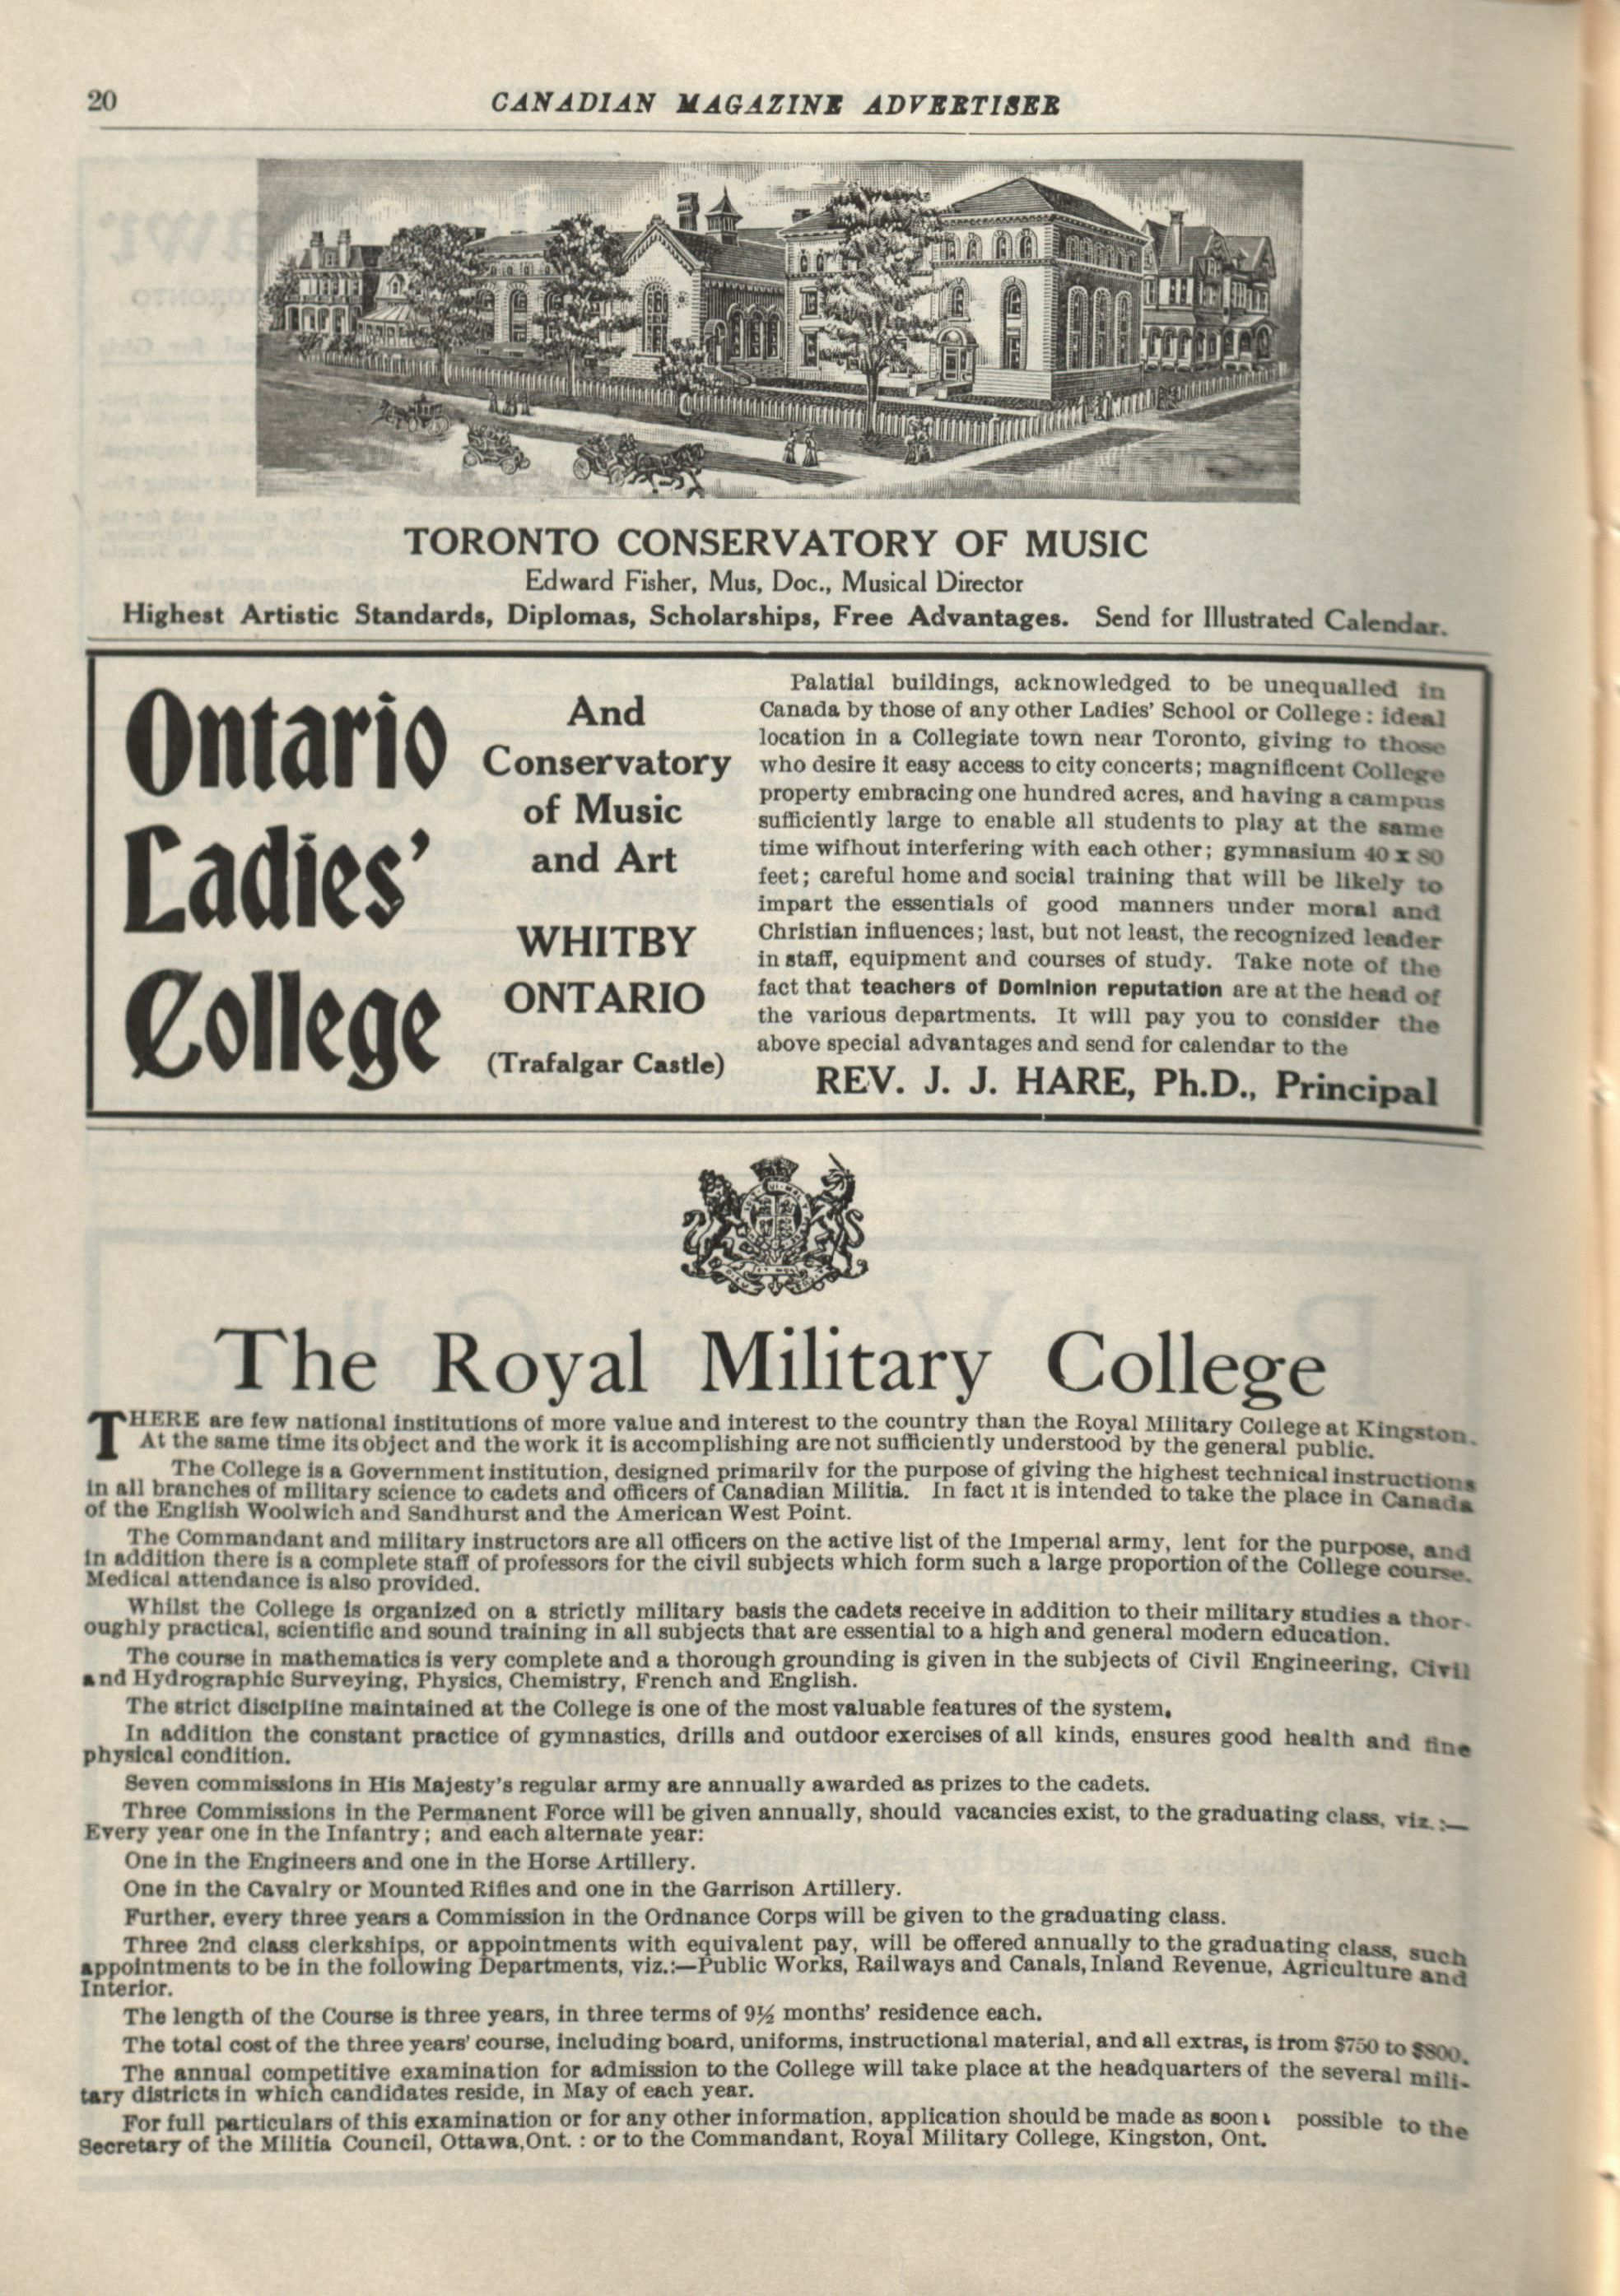 20
CANADIAN MAGAZINE ADVERTISER
TORONTO CONSERVATORY OF MUSIC
Edward Fisher, Mus, Doc., Musical Director
Highest Artistic Standards, Diplomas, Scholarships, Free Advantages. Send for Illustrated Calendar.
Ontario
Ladies'
College
And
Conservatory
of Music
and Art
WHITBY
ONTARIO
(Trafalgar Castle)
Palatial buildings, acknowledged to be unequalled in
Canada by those of any other Ladies' School or College: ideal
location in a Collegiate town near Toronto, giving to those
who desire it easy access to city concerts; magnificent College
property embracing one hundred acres, and having a campus
sufficiently large to enable all students to play at the same
time wifhout interfering with each other; gymnasium 40 x 80
feet; careful home and social training that will be likely to
impart the essentials of good manners under moral and
Christian influences; last, but not least, the recognized leader
in staff, equipment and courses of study. Take note of the
fact that teachers of Dominion reputation are at the head of
the various departments. It will pay you to consider the
above special advantages and send for calendar to the
REV. J. J. HARE, Ph.D., Principal
The Royal Military College
THERE are few national institutions of more value and interest to the country than the Royal Military College at Kingston.
At the same time its object and the work it is accomplishing are not sufficiently understood by the general public.
The College is a Government institution, designed primarily for the purpose of giving the highest technical instructions
in all branches of military science to cadets and officers of Canadian Militia. In fact it is intended to take the place in Canada
of the English Woolwich and Sandhurst and the American West Point.
The Commandant and military instructors are all officers on the active list of the Imperial army, lent for the purpose, and
in addition there is a complete staff of professors for the civil subjects which form such a large proportion of the College course.
Medical attendance is also provided.
Whilst the College is organized on a strictly military basis the cadets receive in addition to their military studies a thor-
oughly practical, scientific and sound training in all subjects that are essential to a high and general modern education.
The course in mathematics is very complete and a thorough grounding is given in the subjects of Civil Engineering, Civil
and Hydrographic Surveying, Physics, Chemistry, French and English.
The strict discipline maintained at the College is one of the most valuable features of the system.
In addition the constant practice of gymnastics, drills and outdoor exercises of all kinds, ensures good health and fine
physical condition.
Seven commissions in His Majesty's regular army are annually awarded as prizes to the cadets.
Three Commissions in the Permanent Force will be given annually, should vacancies exist, to the graduating class, viz.:—
Every year one in the Infantry; and each alternate year:
One in the Engineers and one in the Horse Artillery.
One in the Cavalry or Mounted Rifles and one in the Garrison Artillery.
Further, every three years a Commission in the Ordnance Corps will be given to the graduating class.
Three 2nd class clerkships, or appointments with equivalent pay, will be offered annually to the graduating class, such
appointments to be in the following Departments, viz.:—Public Works, Railways and Canals, Inland Revenue, Agriculture and
Interior.
The length of the Course is three years, in three terms of 9½ months' residence each.
The total cost of the three years' course, including board, uniforms, instructional material, and all extras, is from $750 to $800.
The annual competitive examination for admission to the College will take place at the headquarters of the several mili-
tary districts in which candidates reside, in May of each year.
For full particulars of this examination or for any other information, application should be made as soon possible to the
Secretary of the Militia Council, Ottawa, Ont.: or to the Commandant, Royal Military College, Kingston, Ont.